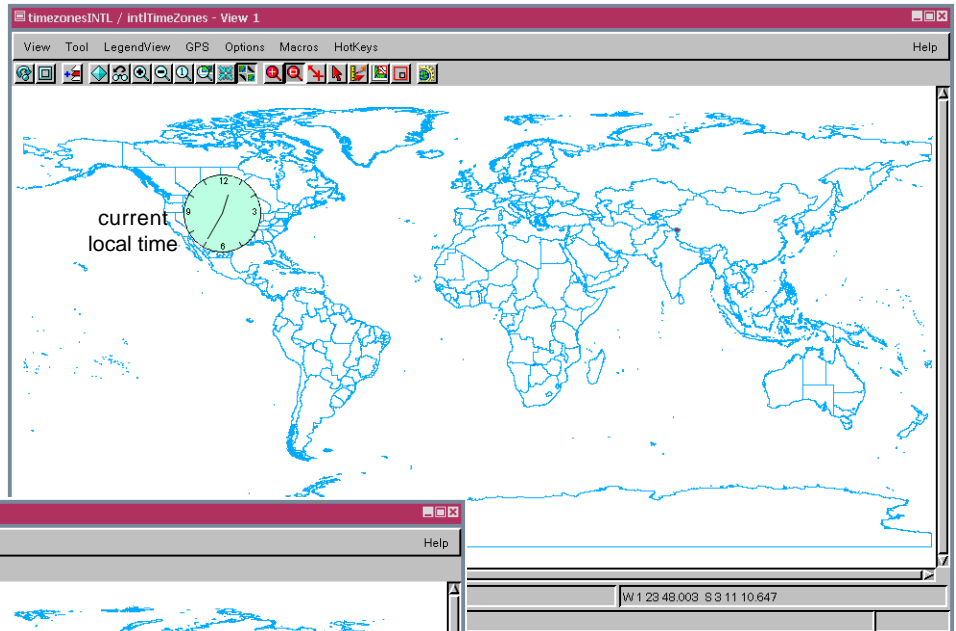 timezonesINTL / intlTimeZones - View 1
View Tool LegendView GPS Options Macros HotKeys Help
12
9 3
6
current
local time
Help
W 1 23 48.003 S 3 11 10.647